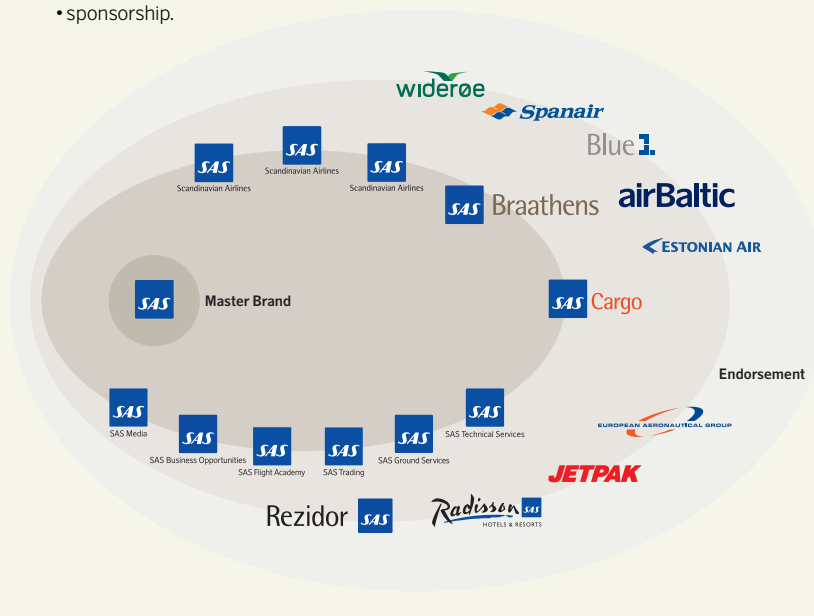 • sponsorship.
widerøe
Spanair
Blue1.
SAS
Scandinavian Airlines
SAS
Scandinavian Airlines
SAS
Scandinavian Airlines
SAS Braathens
airBaltic
ESTONIAN AIR
SAS
Master Brand
SAS Cargo
Endorsement
SAS
SAS Media
SAS
SAS Business Opportunities
SAS
SAS Flight Academy
SAS
SAS Trading
SAS
SAS Ground Services
SAS
SAS Technical Services
EUROPEAN AERONAUTICAL GROUP
JETPAK
Rezidor SAS
Radisson SAS
HOTELS & RESORTS